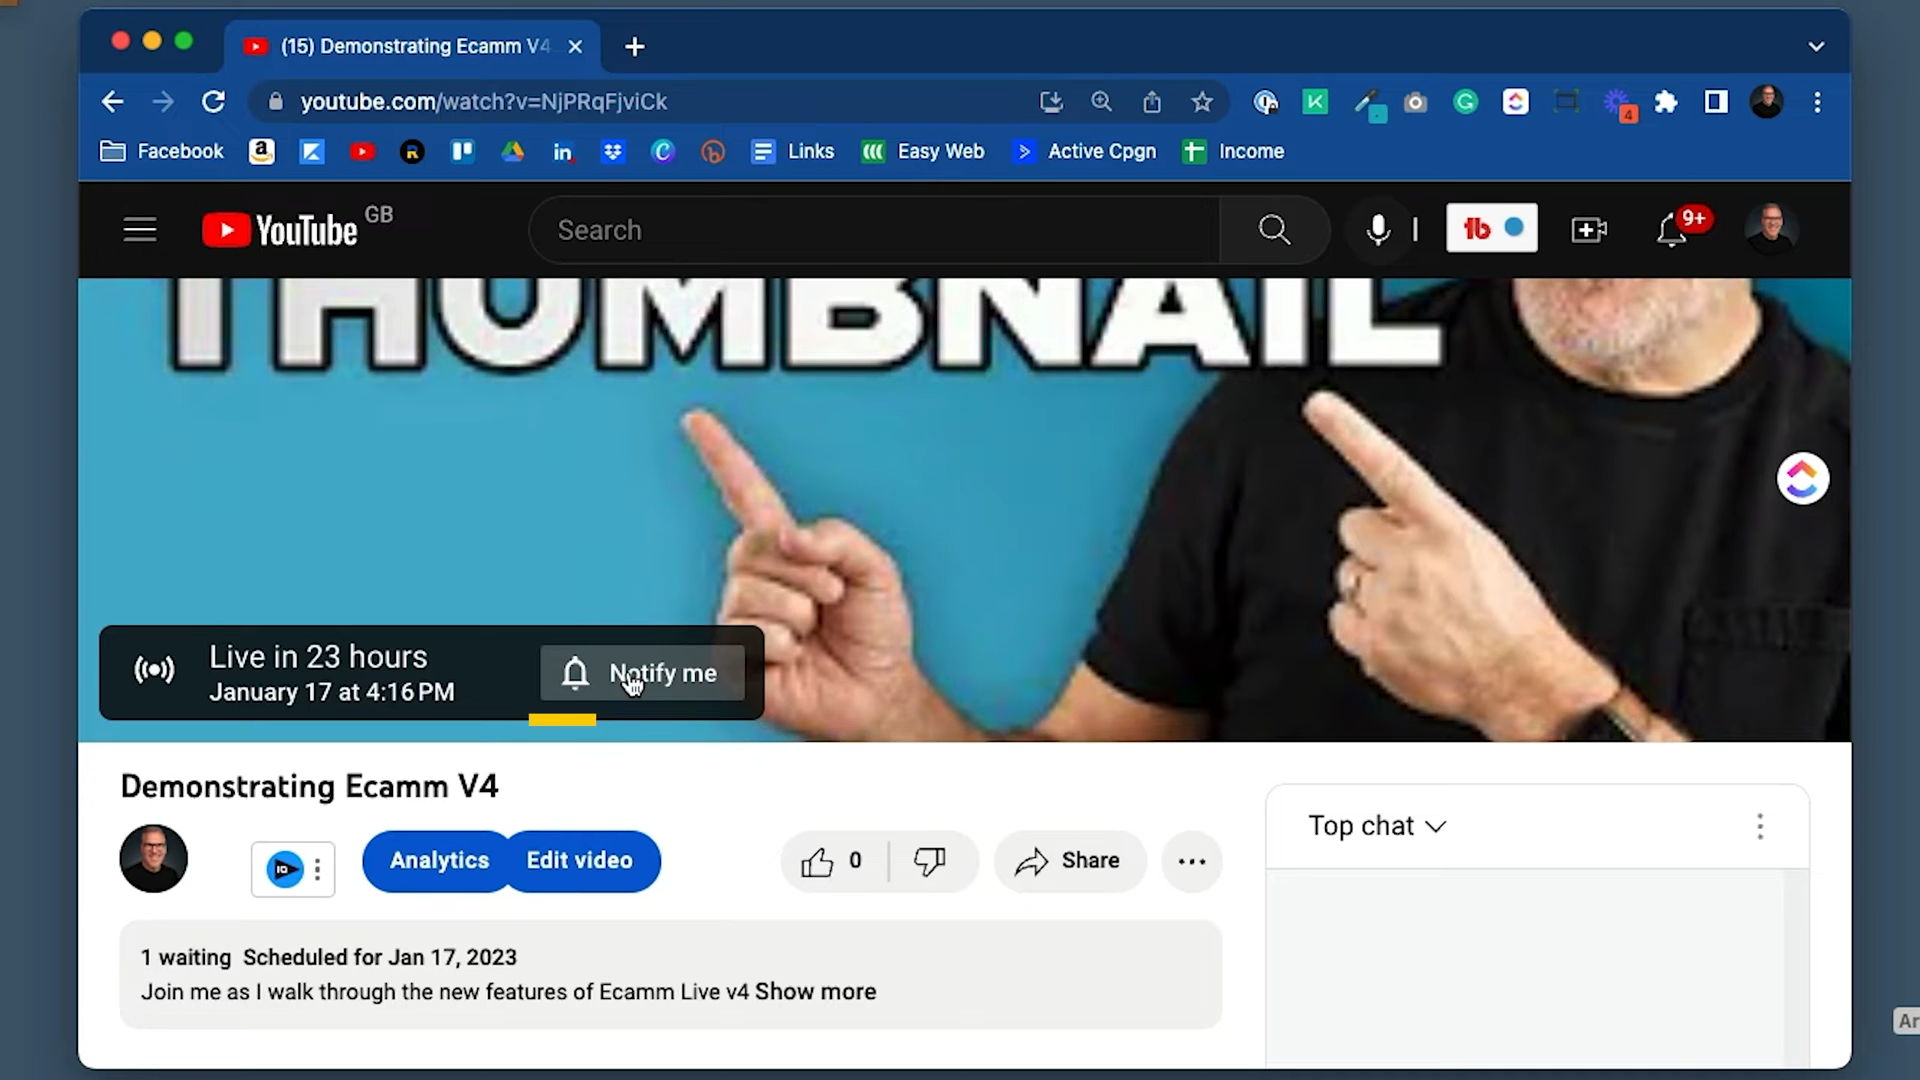 (15) Demonstrating Ecamm V4
youtube.com/watch?v=NjPRqFjviCk
4
Facebook
Links
Easy Web
Active Cpgn
Income
YouTube GB
Search
9+
THUMBNAIL
Live in 23 hours
Notify me
January 17 at 4:16 PM
Demonstrating Ecamm V4
Top chat
Analytics
Edit video
0
Share
1 waiting Scheduled for Jan 17, 2023
Join me as I walk through the new features of Ecamm Live v4 Show more
Ar